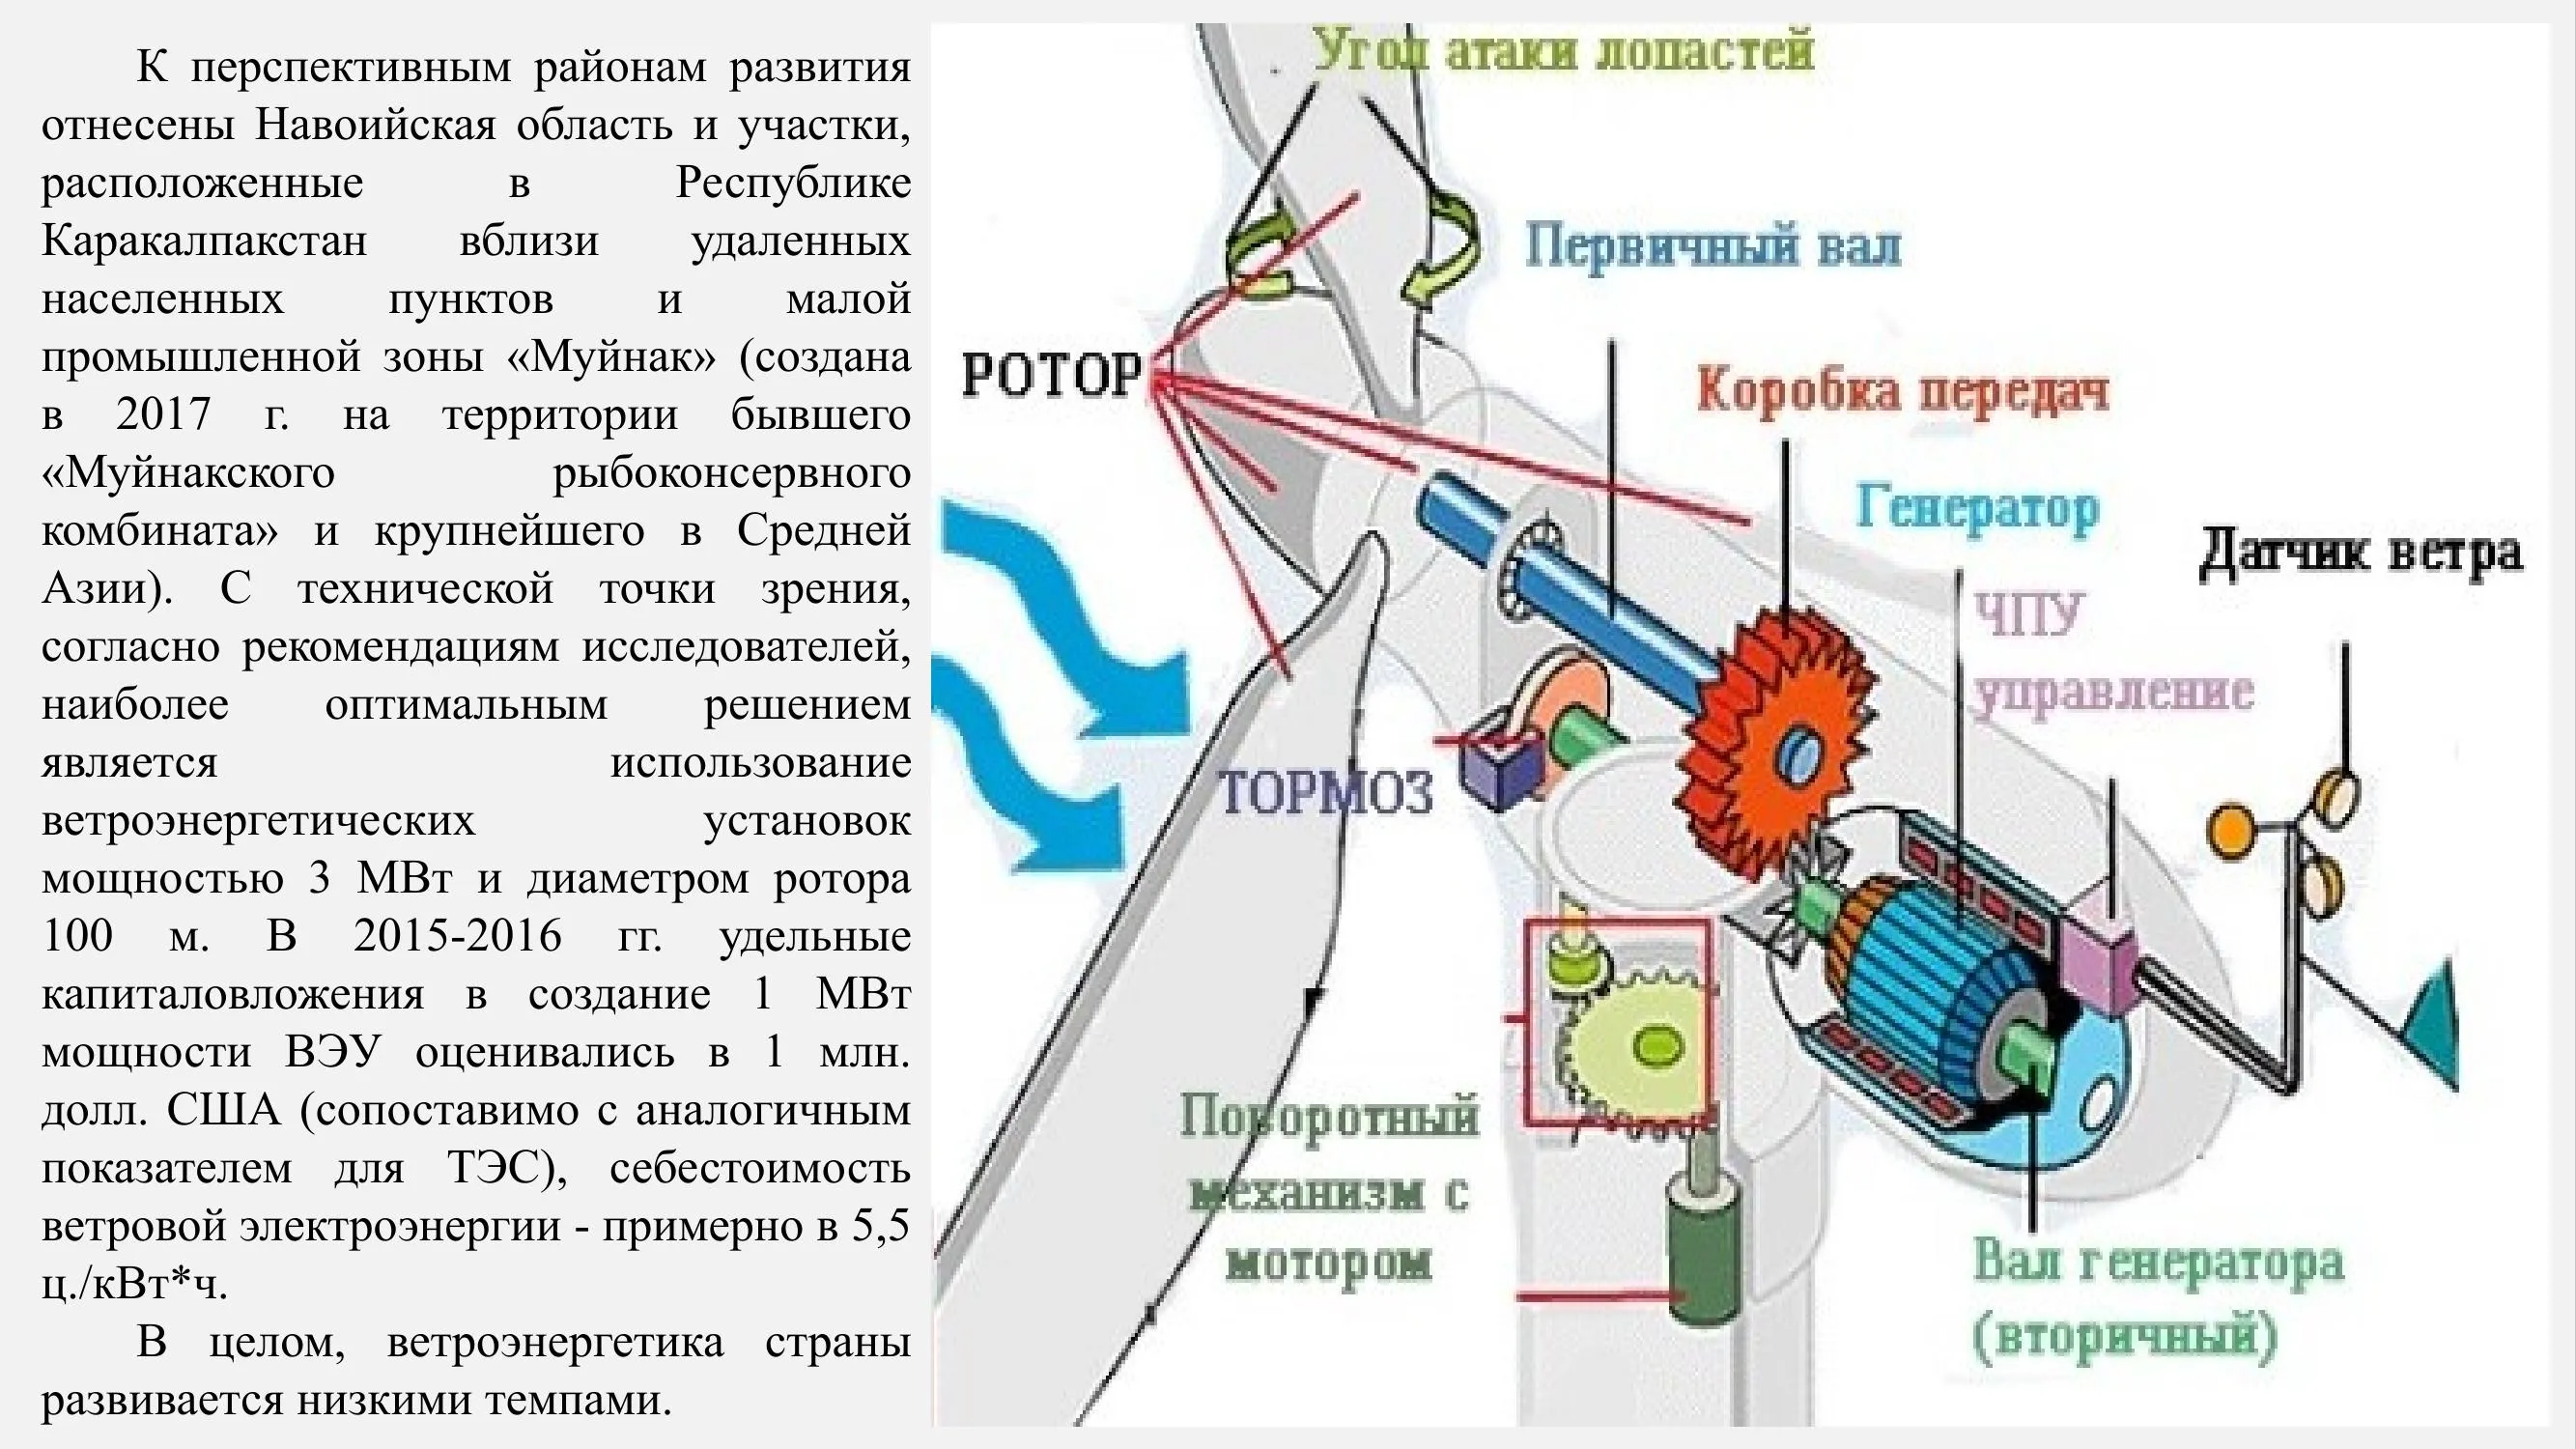 К перспективным районам развития
отнесены Навоийская область и участки,
расположенные в Республике
Каракалпакстан вблизи удаленных
населенных пунктов и малой
промышленной зоны «Муйнак» (создана
в 2017 г. на территории бывшего
«Муйнакского рыбоконсервного
комбината» и крупнейшего в Средней
Азии). С технической точки зрения,
согласно рекомендациям исследователей,
наиболее оптимальным решением
является использование
ветроэнергетических установок
мощностью 3 МВт и диаметром ротора
100 м. В 2015-2016 гг. удельные
капиталовложения в создание 1 МВт
мощности ВЭУ оценивались в 1 млн.
долл. США (сопоставимо с аналогичным
показателем для ТЭС), себестоимость
ветровой электроэнергии - примерно в 5,5
ц./кВт*ч.
В целом, ветроэнергетика страны
развивается низкими темпами.
Угол атаки лопастей
Первичный вал
РОТОР
Коробка передач
Генератор
Датчик ветра
ЧПУ
управление
ТОРМОЗ
Поворотный
механизм с
мотором
Вал генератора
(вторичный)